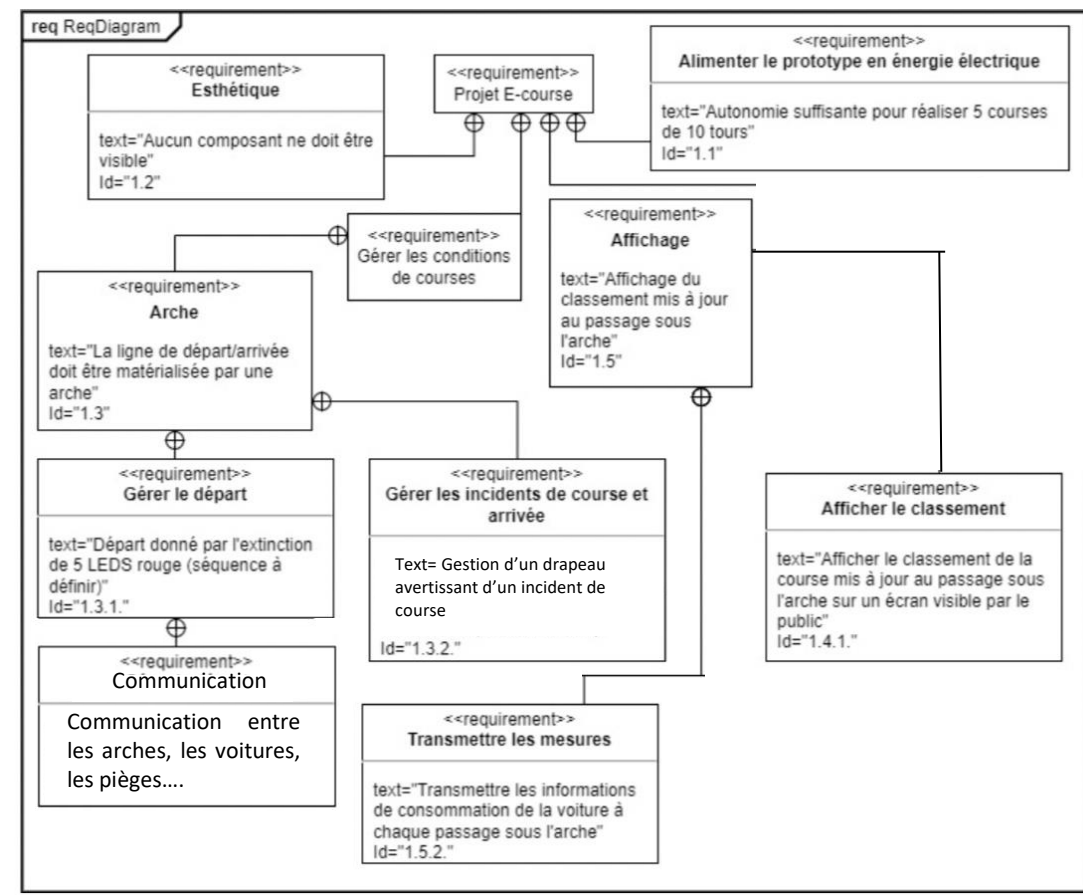 req ReqDiagram
<<requirement>>
Esthétique
text="Aucun composant ne doit être
visible"
Id="1.2"
<<requirement>>
Projet E-course
<<requirement>>
Alimenter le prototype en énergie électrique
text="Autonomie suffisante pour réaliser 5 courses
de 10 tours"
Id="1.1"
<<requirement>>
Gérer les conditions
de courses
<<requirement>>
Affichage
text="Affichage du
classement mis à jour
au passage sous
l'arche"
Id="1.5"
<<requirement>>
Arche
text="La ligne de départ/arrivée
doit être matérialisée par une
arche"
Id="1.3"
<<requirement>>
Gérer le départ
text="Départ donné par l'extinction
de 5 LEDS rouge (séquence à
définir)"
Id="1.3.1."
<<requirement>>
Gérer les incidents de course et
arrivée
Text= Gestion d’un drapeau
avertissant d’un incident de
course
Id="1.3.2."
<<requirement>>
Afficher le classement
text="Afficher le classement de la
course mis à jour au passage sous
l'arche sur un écran visible par le
public"
Id="1.4.1."
<<requirement>>
Communication
Communication entre
les arches, les voitures,
les pièges....
<<requirement>>
Transmettre les mesures
text="Transmettre les informations
de consommation de la voiture à
chaque passage sous l'arche"
Id="1.5.2."